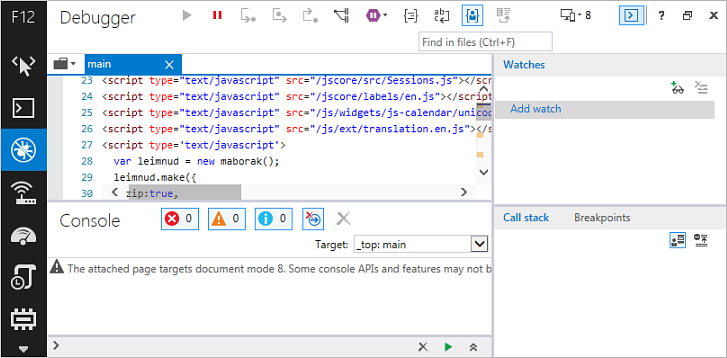 F12
Debugger
8
?
Find in files (Ctrl+F)
main
23 <script type="text/javascript" src="/jscore/src/Sessions.js"></scr
24 <script type="text/javascript" src="/jscore/labels/en.js"></script
25 <script type="text/javascript" src="/js/widgets/js-calendar/unicod
26 <script type="text/javascript" src="/js/ext/translation.en.js"></s
27 <script type='text/javascript'>
28 var leimnud = new maborak();
29 leimnud.make({
30 zip:true,
Watches
Add watch
Console
0
0
0
Target: _top: main
The attached page targets document mode 8. Some console APIs and features may not b
Call stack
Breakpoints